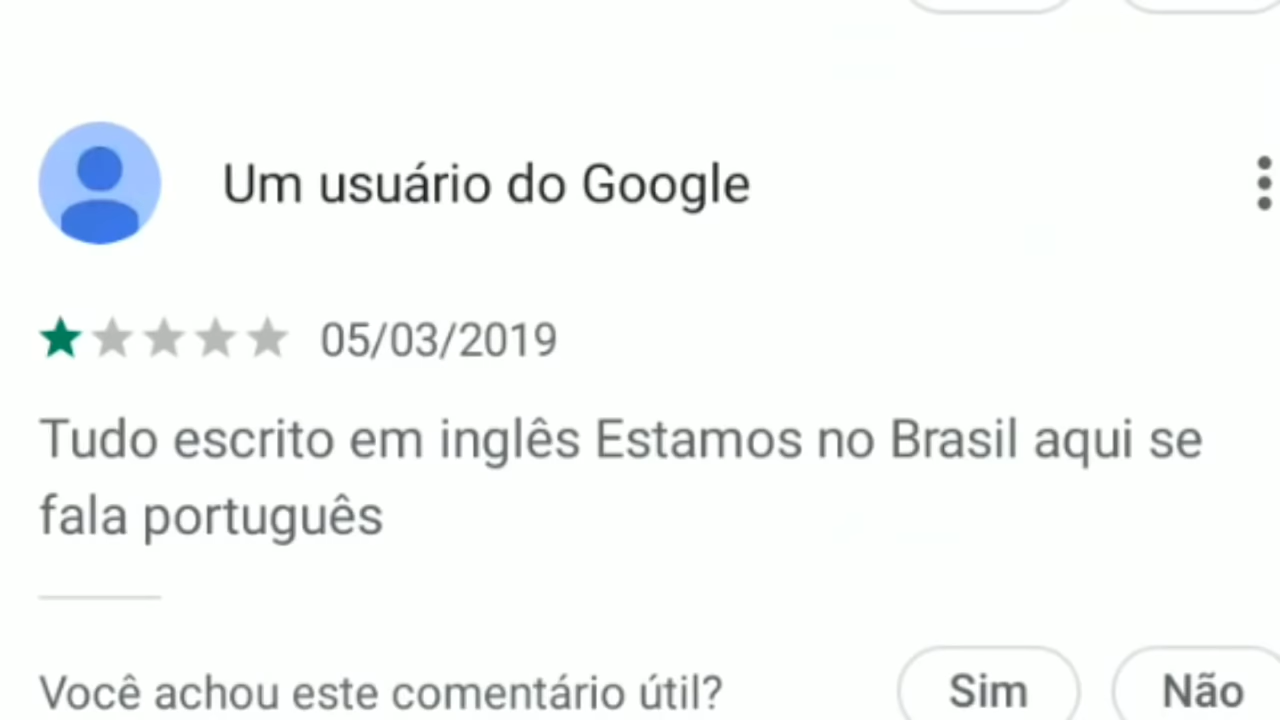 Um usuário do Google
05/03/2019
Tudo escrito em inglês Estamos no Brasil aqui se
fala português
Você achou este comentário útil?
Sim
Não